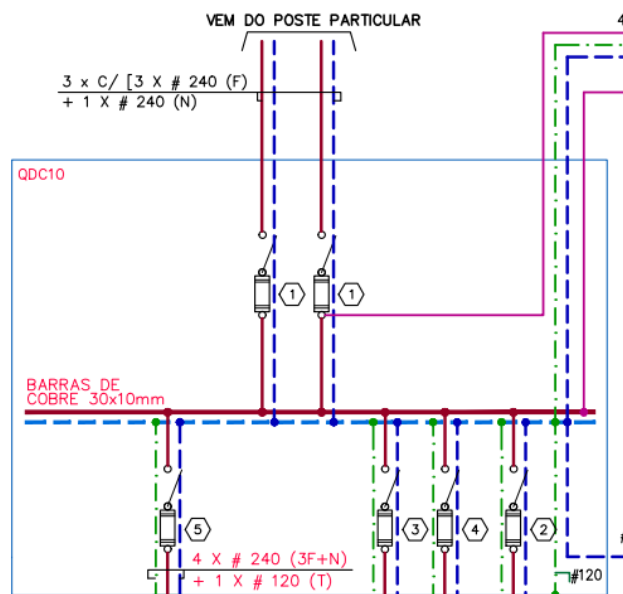 VEM DO POSTE PARTICULAR
4
3 x C/ [3 X # 240 (F)
+ 1 X # 240 (N)
QDC10
1
1
BARRAS DE
COBRE 30x10mm
5
3
4
2
4 X # 240 (3F+N)
+ 1 X # 120 (T)
#120